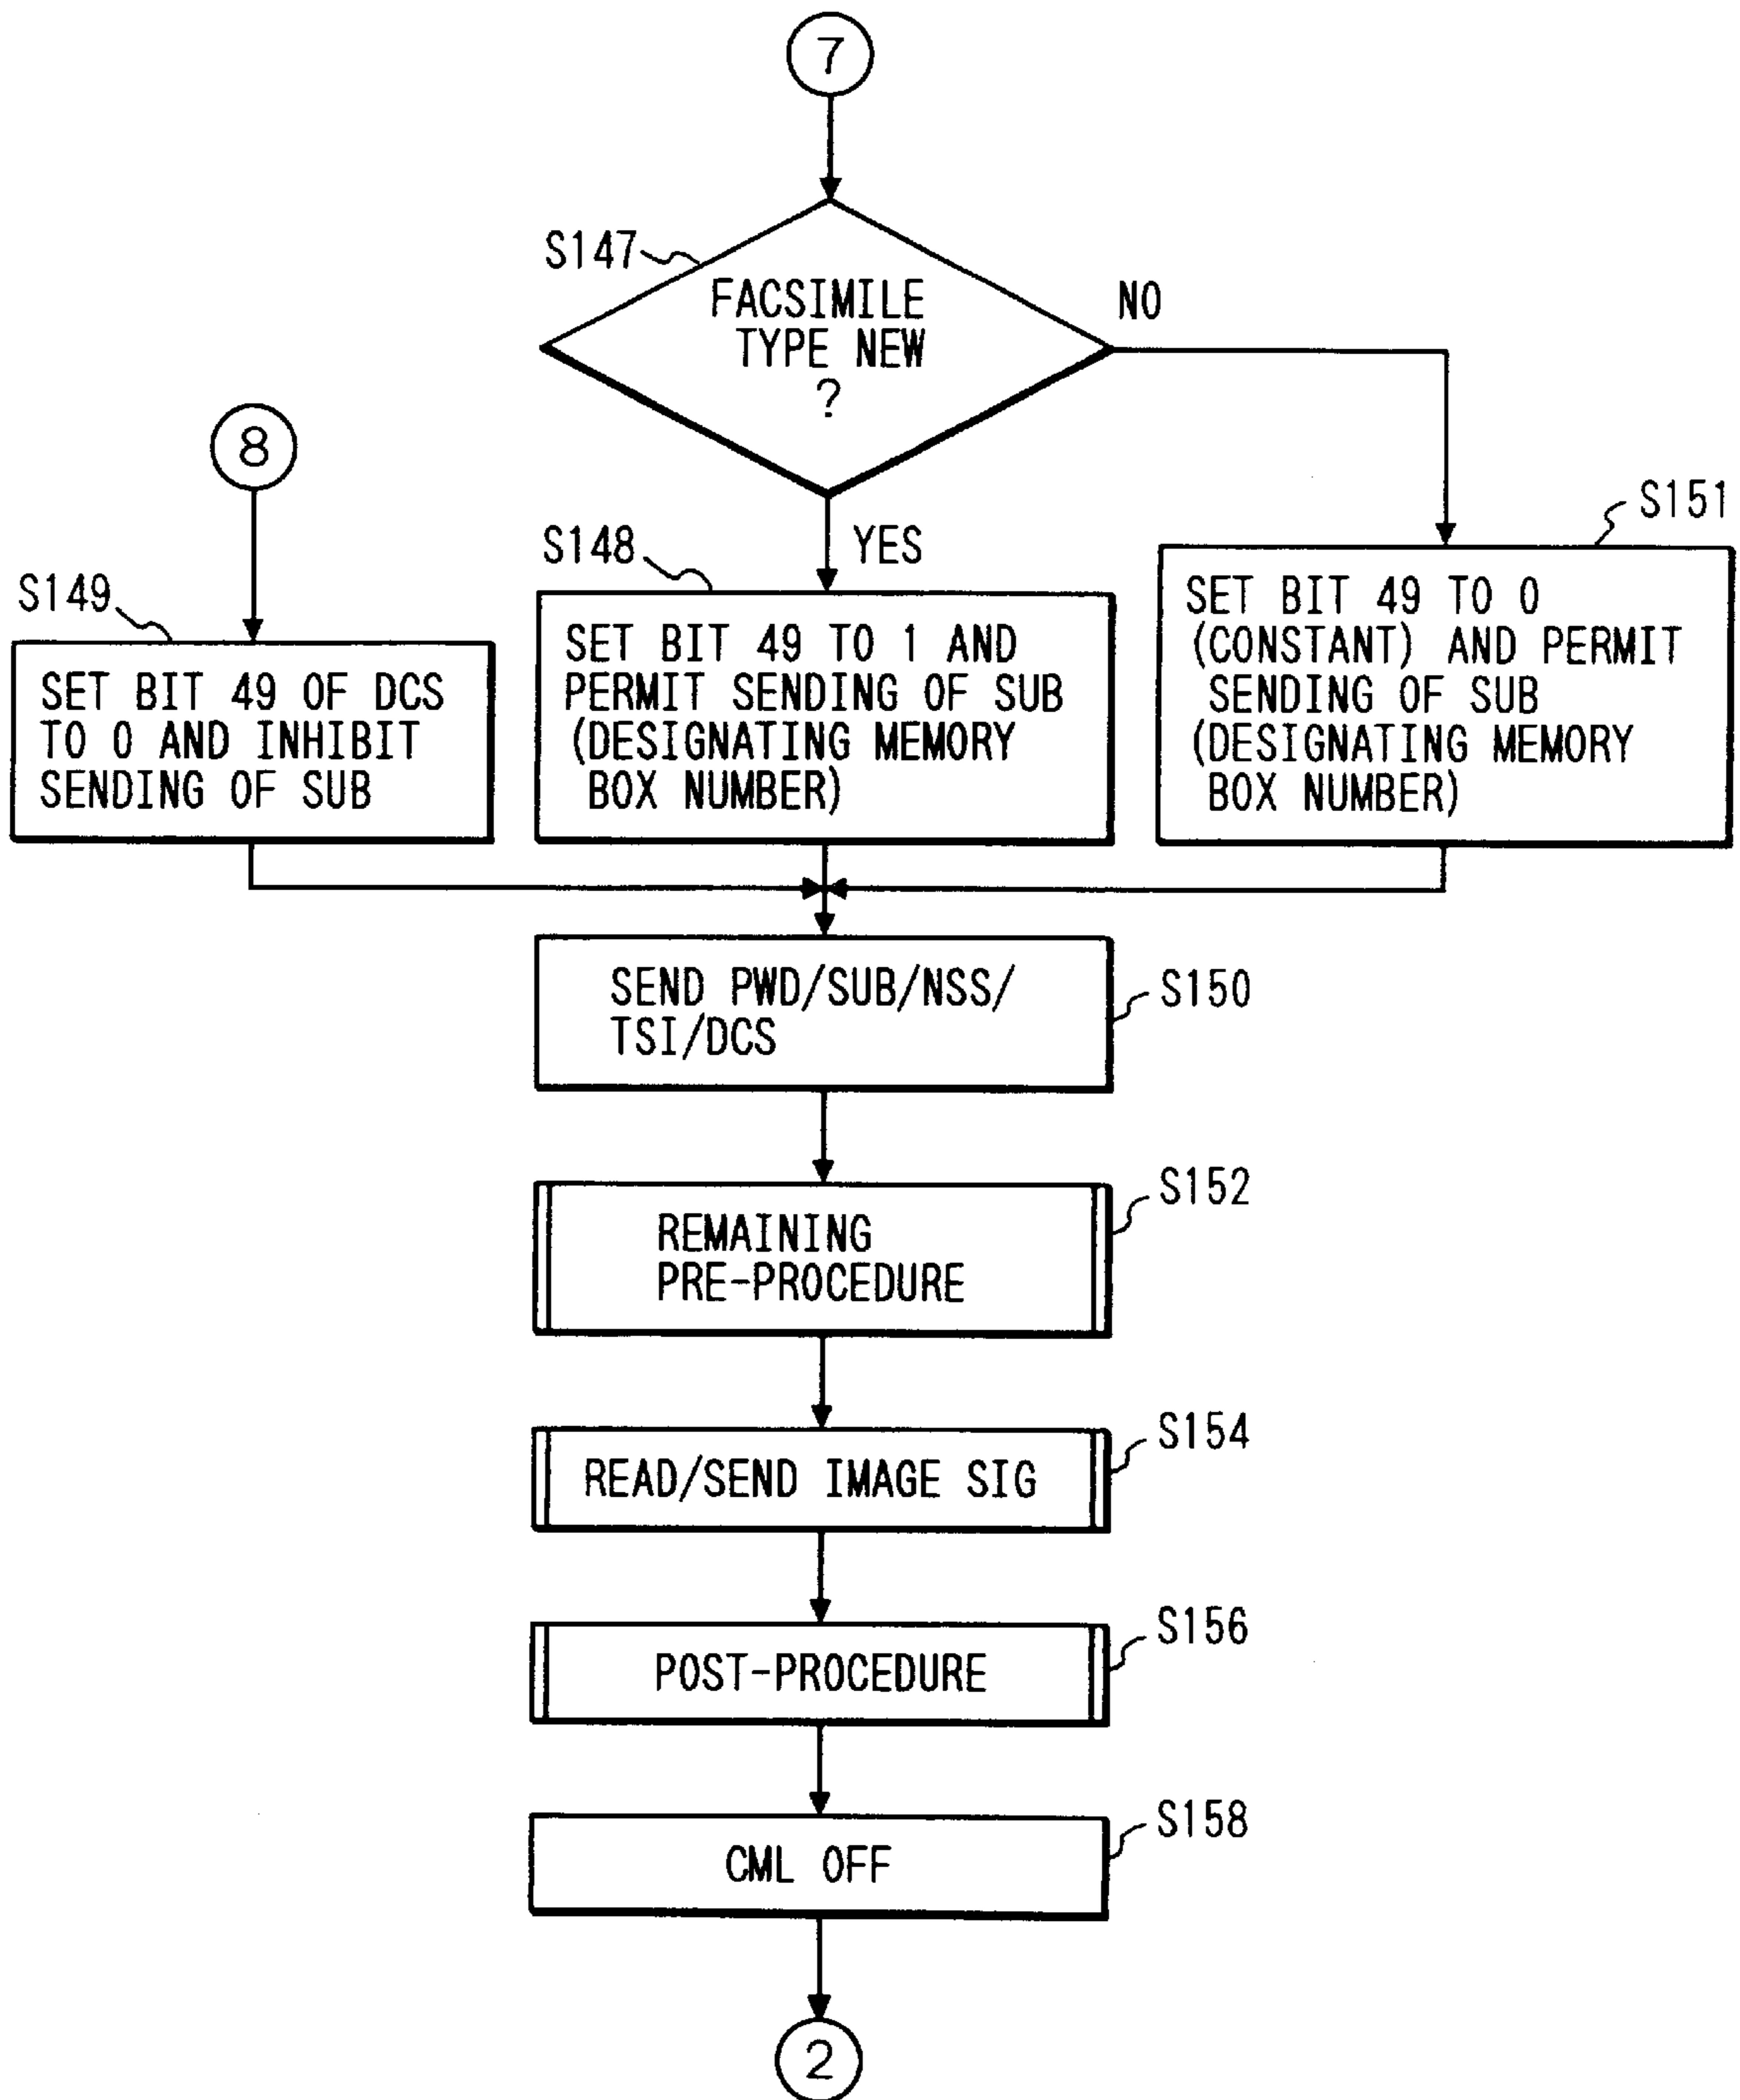 7
S147
FACSIMILE
TYPE NEW
?
NO
8
S149
SET BIT 49 OF DCS
TO 0 AND INHIBIT
SENDING OF SUB
S148
YES
SET BIT 49 TO 1 AND
PERMIT SENDING OF SUB
(DESIGNATING MEMORY
BOX NUMBER)
S151
SET BIT 49 TO 0
(CONSTANT) AND PERMIT
SENDING OF SUB
(DESIGNATING MEMORY
BOX NUMBER)
SEND PWD/SUB/NSS/
TSI/DCS
S150
REMAINING
PRE-PROCEDURE
S152
READ/SEND IMAGE SIG
S154
POST-PROCEDURE
S156
CML OFF
S158
2